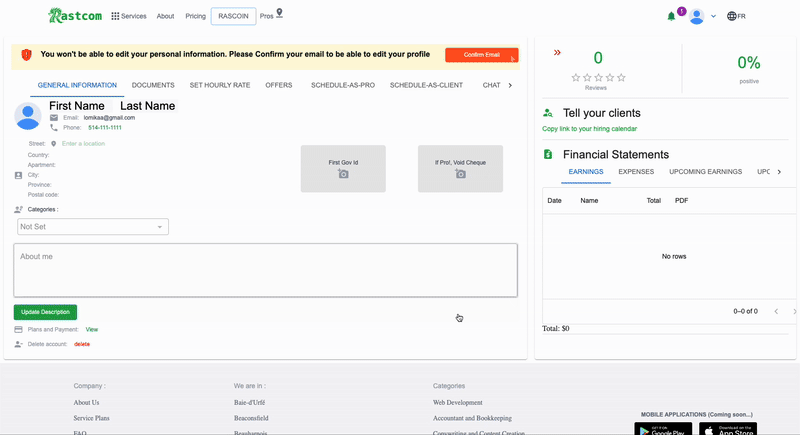 Rastcom
Services
About
Pricing
RASCOIN
Pros
1
FR
You won't be able to edit your personal information. Please Confirm your email to be able to edit your profile
Confirm Email
GENERAL INFORMATION
DOCUMENTS
SET HOURLY RATE
OFFERS
SCHEDULE-AS-PRO
SCHEDULE-AS-CLIENT
CHAT
First Name Last Name
Email: lomikaa@gmail.com
Phone: 514-111-1111
Street: Enter a location
Country:
Apartment:
City:
Province:
Postal code:
First Gov Id
If Pro!, Void Cheque
Categories :
Not Set
About me
Update Description
Plans and Payment: View
Delete account: delete
0
Reviews
0%
positive
Tell your clients
Copy link to your hiring calendar
Financial Statements
EARNINGS
EXPENSES
UPCOMING EARNINGS
UPC
Date Name Total PDF
No rows
0–0 of 0
Total: $0
Company :
About Us
Service Plans
FAQ
We are in :
Baie-d'Urfé
Beaconsfield
Beauharnois
Categories
Web Development
Accountant and Bookkeeping
Copywriting and Content Creation
MOBILE APPLICATIONS (Coming soon...)
GET IT ON
Google Play
Download on the
App Store